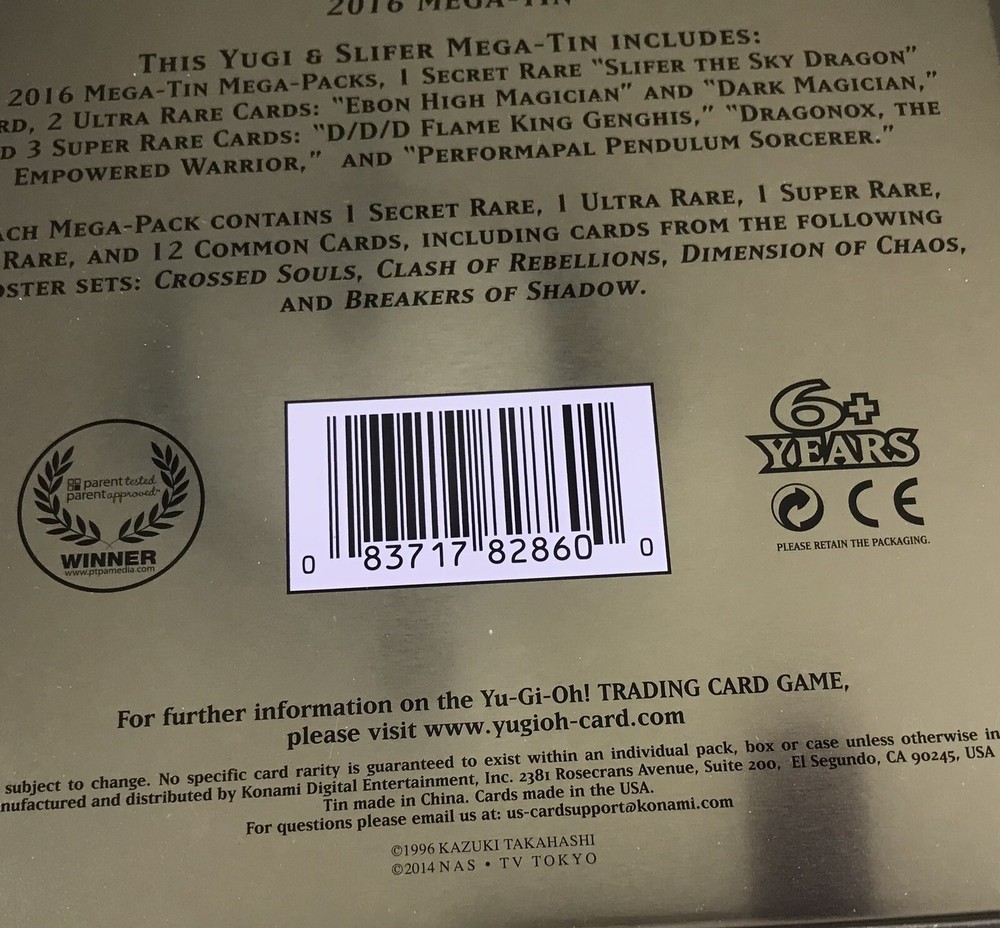 2016 MEGA-TIN
THIS YUGI & SLIFER MEGA-TIN INCLUDES:
2016 MEGA-TIN MEGA-PACKS, 1 SECRET RARE "SLIFER THE SKY DRAGON"
RD, 2 ULTRA RARE CARDS: "EBON HIGH MAGICIAN" AND "DARK MAGICIAN,"
D 3 SUPER RARE CARDS: "D/D/D FLAME KING GENGHIS," "DRAGONOX, THE
EMPOWERED WARRIOR," AND "PERFORMAPAL PENDULUM SORCERER."
ACH MEGA-PACK CONTAINS 1 SECRET RARE, 1 ULTRA RARE, 1 SUPER RARE,
RARE, AND 12 COMMON CARDS, INCLUDING CARDS FROM THE FOLLOWING
OSTER SETS: CROSSED SOULS, CLASH OF REBELLIONS, DIMENSION OF CHAOS,
AND BREAKERS OF SHADOW.
parent tested
parent approved™
WINNER
www.ptpamedia.com
0 83717 82860 0
6+
YEARS
CE
PLEASE RETAIN THE PACKAGING.
For further information on the Yu-Gi-Oh! TRADING CARD GAME,
please visit www.yugioh-card.com
subject to change. No specific card rarity is guaranteed to exist within an individual pack, box or case unless otherwise in
nufactured and distributed by Konami Digital Entertainment, Inc. 2381 Rosecrans Avenue, Suite 200, El Segundo, CA 90245, USA
Tin made in China. Cards made in the USA.
For questions please email us at: us-cardsupport@konami.com
©1996 KAZUKI TAKAHASHI
©2014 NAS • TV TOKYO